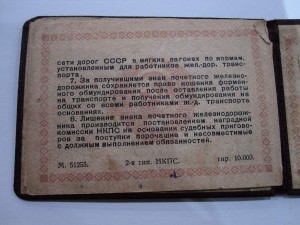 сети дорог СССР в мягких вагонах по нормам,
установленным для работников жел.-дор. транс-
порта.
7. За получившими знак почетного железно-
дорожника сохраняется право ношения формен-
ного обмундирования после оставления работы
на транспорте и получения обмундирования на
общих со всеми работниками ж.-д. транспорта
основаниях.
8. Лишение знака почетного железнодорож-
ника производится постановлением наградной
комиссии НКПС на основании судебных пригово-
ров за поступки порочащие и несовместимые
с должным выполнением обязанностей.
М. 51253. 2-я тип. НКПС. тир. 10.000.